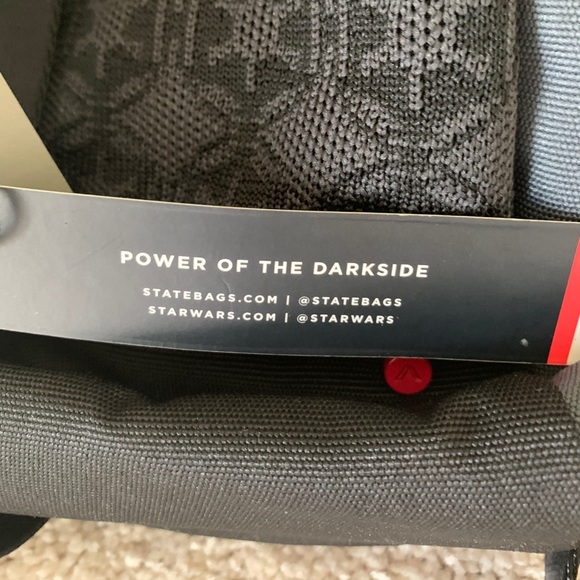 POWER OF THE DARKSIDE
STATEBAGS.COM | @STATEBAGS
STARWARS.COM | @STARWARS